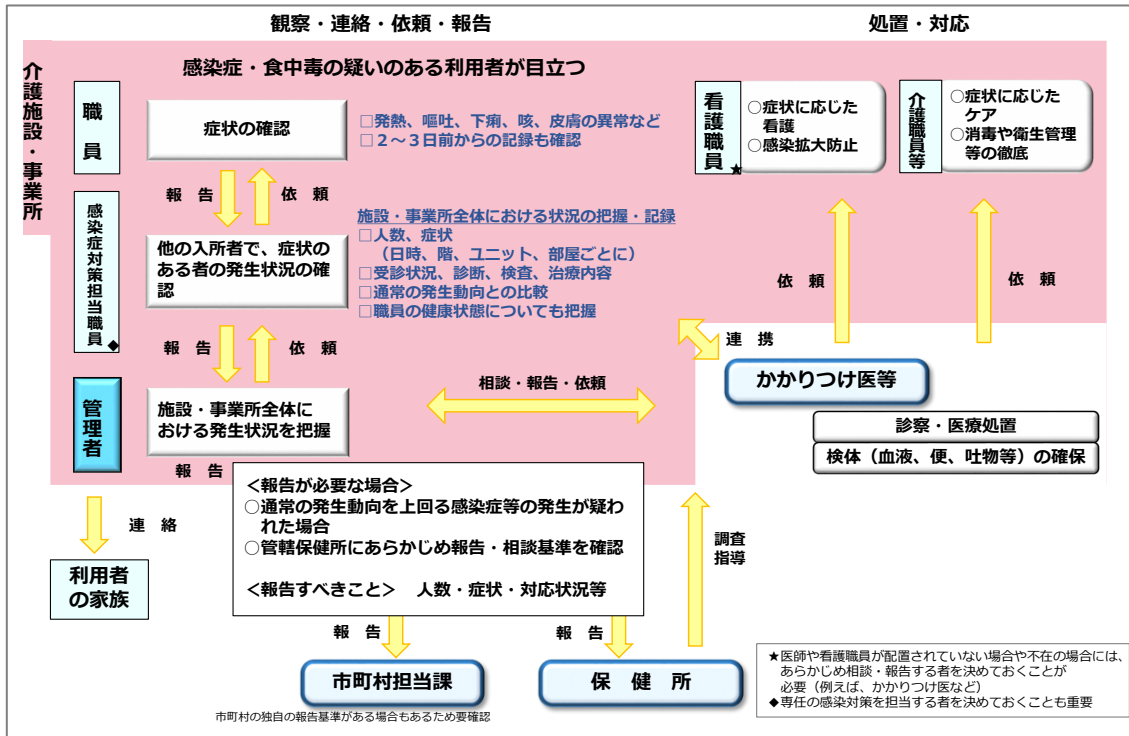 観察・連絡・依頼・報告
処置・対応
介護施設・事業所
感染症・食中毒の疑いのある利用者が目立つ
職員
症状の確認
□発熱、嘔吐、下痢、咳、皮膚の異常など
□２～３日前からの記録も確認
看護職員★
○症状に応じた
看護
○感染拡大防止
介護職員等
○症状に応じた
ケア
○消毒や衛生管理
等の徹底
報 告
依 頼
感染症対策担当職員◆
他の入所者で、症状の
ある者の発生状況の確
認
施設・事業所全体における状況の把握・記録
□人数、症状
（日時、階、ユニット、部屋ごとに）
□受診状況、診断、検査、治療内容
□通常の発生動向との比較
□職員の健康状態についても把握
依 頼
依 頼
報 告
依 頼
連 携
かかりつけ医等
管理者
施設・事業所全体に
おける発生状況を把握
相談・報告・依頼
診察・医療処置
検体（血液、便、吐物等）の確保
報 告
＜報告が必要な場合＞
○通常の発生動向を上回る感染症等の発生が疑わ
れた場合
○管轄保健所にあらかじめ報告・相談基準を確認
＜報告すべきこと＞ 人数・症状・対応状況等
連 絡
調査
指導
利用者
の家族
報 告
報 告
市町村担当課
保 健 所
市町村の独自の報告基準がある場合もあるため要確認
★医師や看護職員が配置されていない場合や不在の場合には、
あらかじめ相談・報告する者を決めておくことが
必要（例えば、かかりつけ医など）
◆専任の感染対策を担当する者を決めておくことも重要